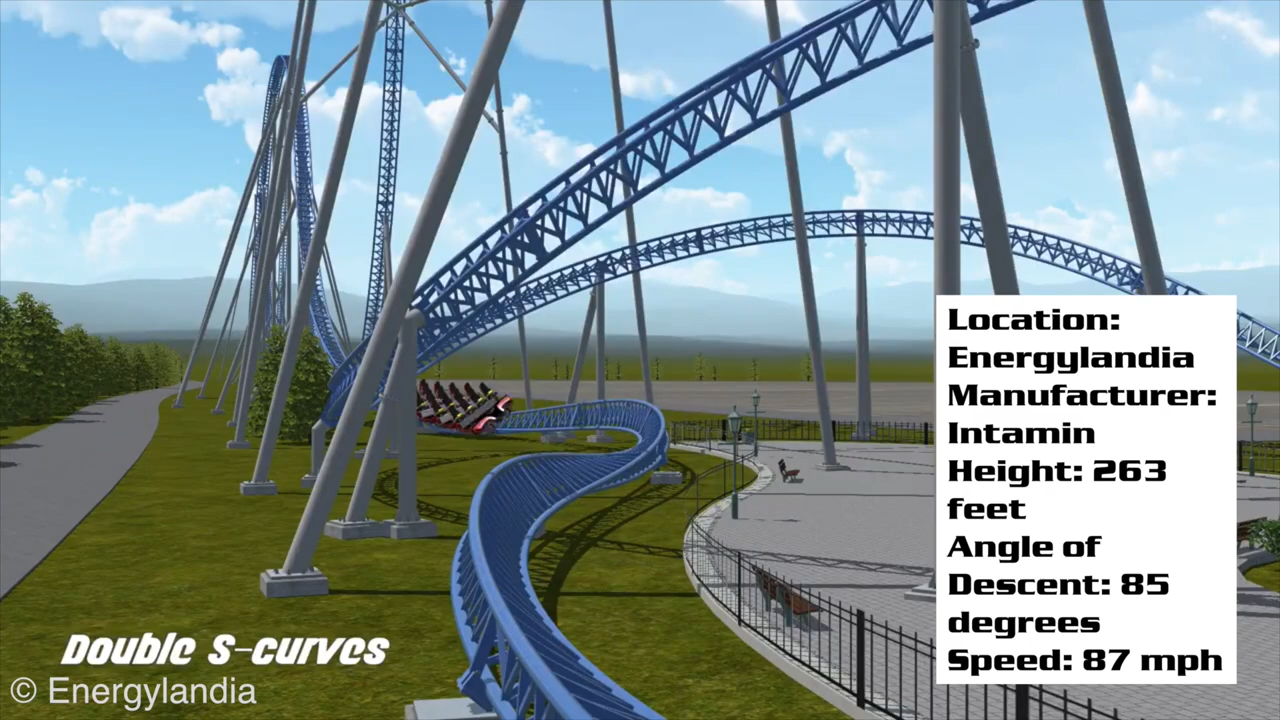 Location:
Energylandia
Manufacturer:
Intamin
Height: 263
feet
Angle of
Descent: 85
degrees
Speed: 87 mph
Double S-curves
© Energylandia